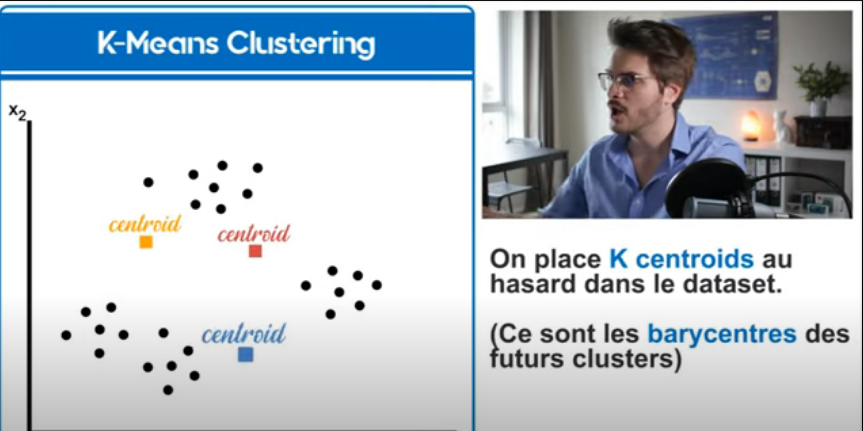 K-Means Clustering
x₂
centroid
centroid
centroid
On place K centroids au
hasard dans le dataset.
(Ce sont les barycentres des
futurs clusters)